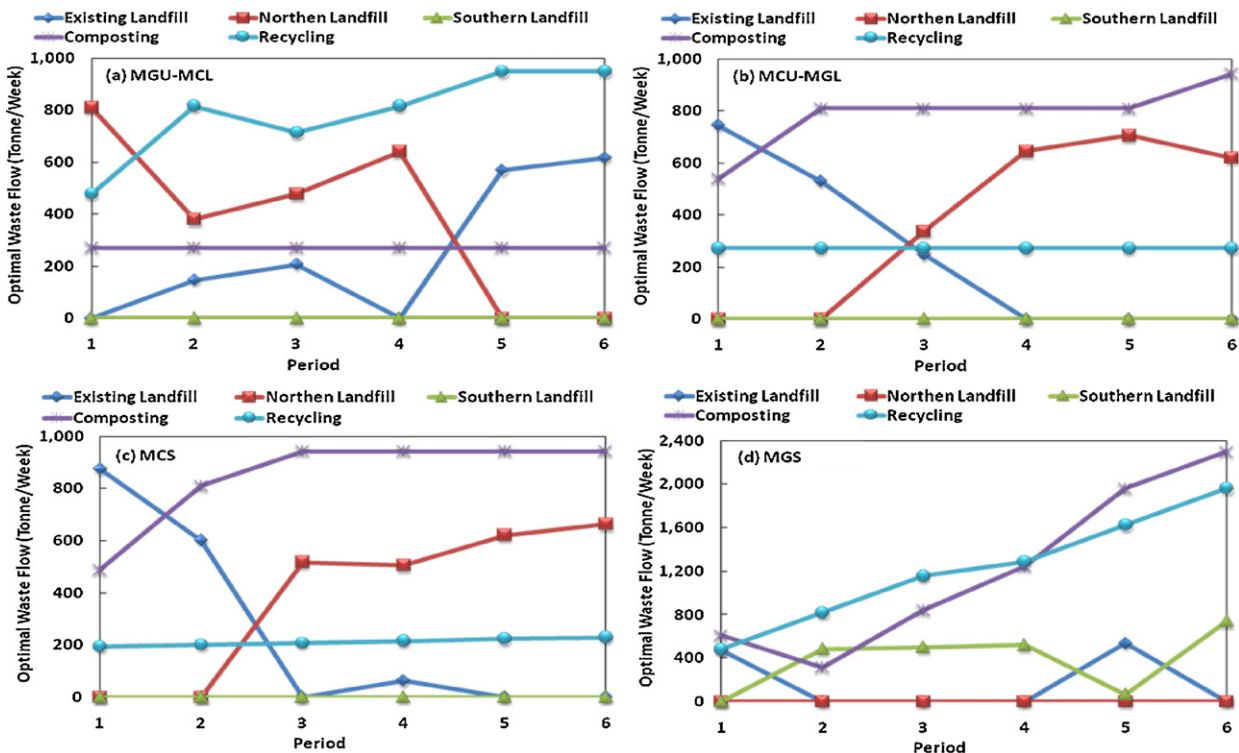 Existing Landfill Northen Landfill Southern Landfill
Composting Recycling
(a) MGU-MCL
Optimal Waste Flow (Tonne/Week)
1,000
800
600
400
200
0
1 2 3 4 5 6
Period
Existing Landfill Northen Landfill Southern Landfill
Composting Recycling
(b) MCU-MGL
Optimal Waste Flow (Tonne/Week)
1,000
800
600
400
200
0
1 2 3 4 5 6
Period
Existing Landfill Northen Landfill Southern Landfill
Composting Recycling
(c) MCS
Optimal Waste Flow (Tonne/Week)
1,000
800
600
400
200
0
1 2 3 4 5 6
Period
Existing Landfill Northen Landfill Southern Landfill
Composting Recycling
(d) MGS
Optimal Waste Flow (Tonne/Week)
2,400
2,000
1,600
1,200
800
400
0
1 2 3 4 5 6
Period